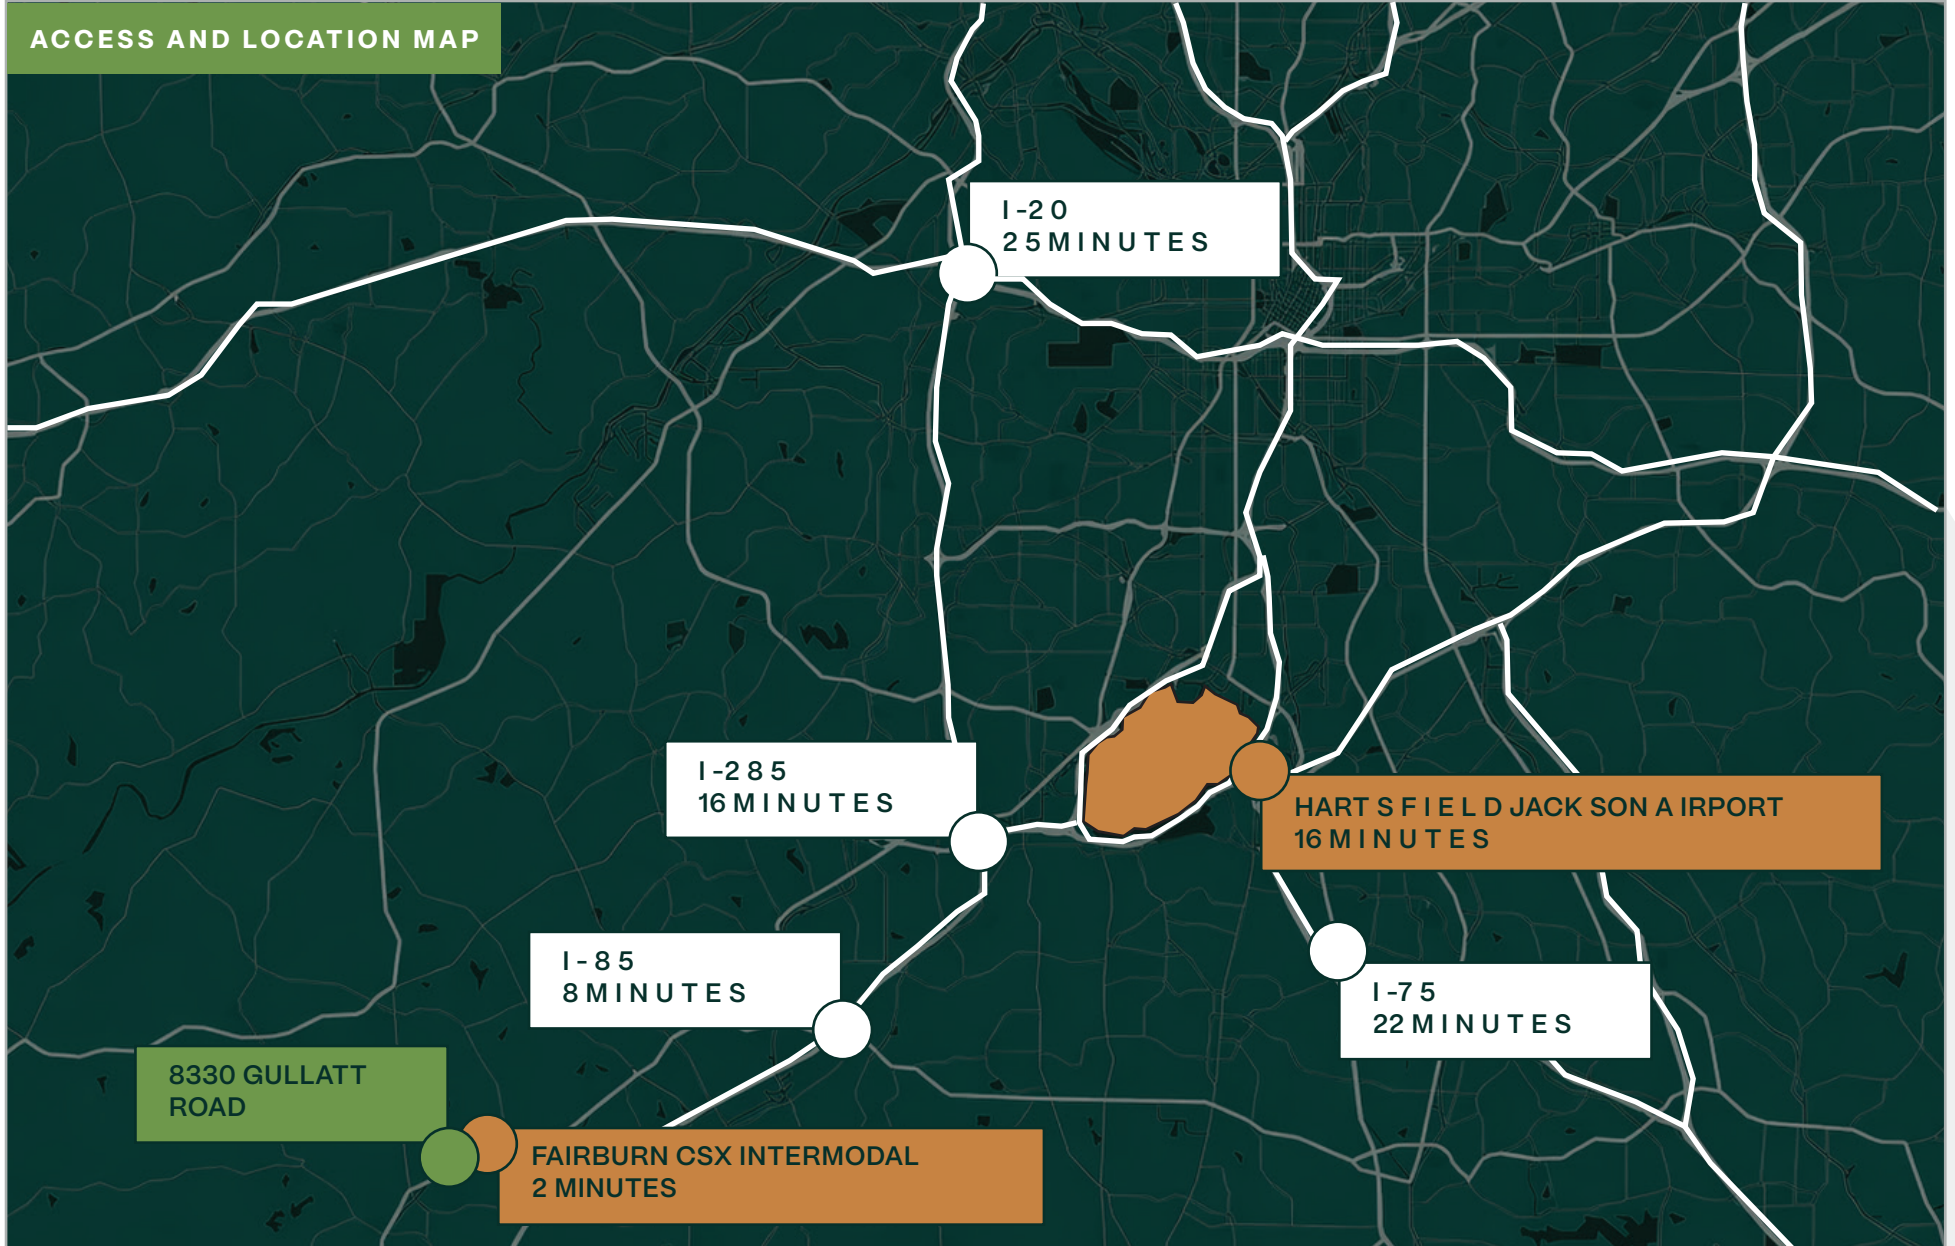 ACCESS AND LOCATION MAP
I-20
25 MINUTES
I-285
16 MINUTES
HARTSFIELD JACKSON AIRPORT
16 MINUTES
I-85
8 MINUTES
I-75
22 MINUTES
8330 GULLATT
ROAD
FAIRBURN CSX INTERMODAL
2 MINUTES